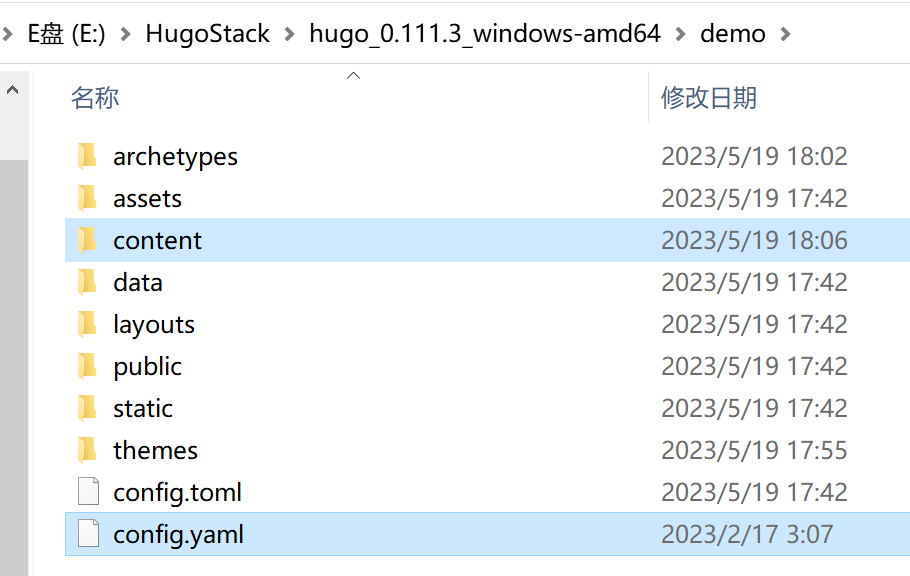 E盘 (E:) > HugoStack > hugo_0.111.3_windows-amd64 > demo >
名称 修改日期
archetypes 2023/5/19 18:02
assets 2023/5/19 17:42
content 2023/5/19 18:06
data 2023/5/19 17:42
layouts 2023/5/19 17:42
public 2023/5/19 17:42
static 2023/5/19 17:42
themes 2023/5/19 17:55
config.toml 2023/5/19 17:42
config.yaml 2023/2/17 3:07